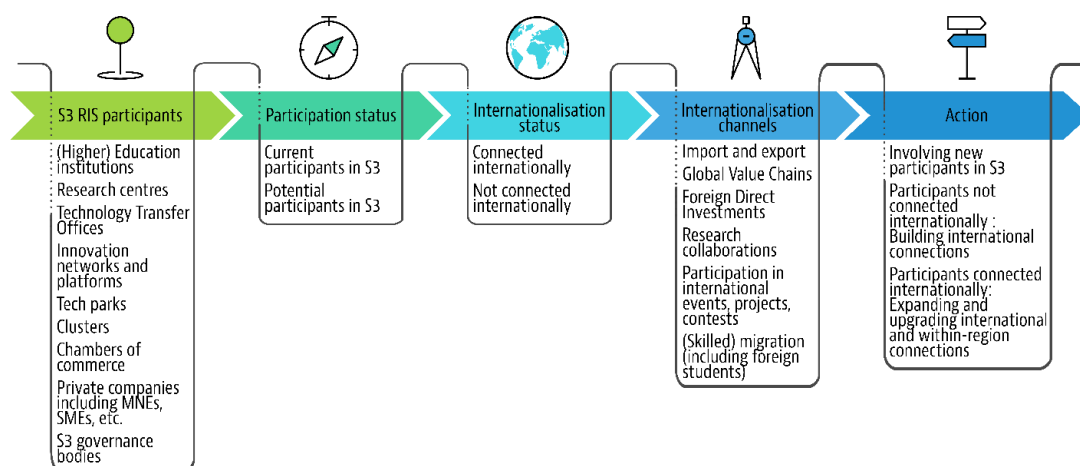 S3 RIS participants
(Higher) Education
institutions
Research centres
Technology Transfer
Offices
Innovation
networks and
platforms
Tech parks
Clusters
Chambers of
commerce
Private companies
including MNEs,
SMEs, etc.
S3 governance
bodies
Participation status
Current
participants in S3
Potential
participants in S3
Internationalisation
status
Connected
internationally
Not connected
internationally
Internationalisation
channels
Import and export
Global Value Chains
Foreign Direct
Investments
Research
collaborations
Participation in
international
events, projects,
contests
(Skilled) migration
(including foreign
students)
Action
Involving new
participants in S3
Participants not
connected
internationally :
Building international
connections
Participants connected
internationally:
Expanding and
upgrading international
and within-region
connections